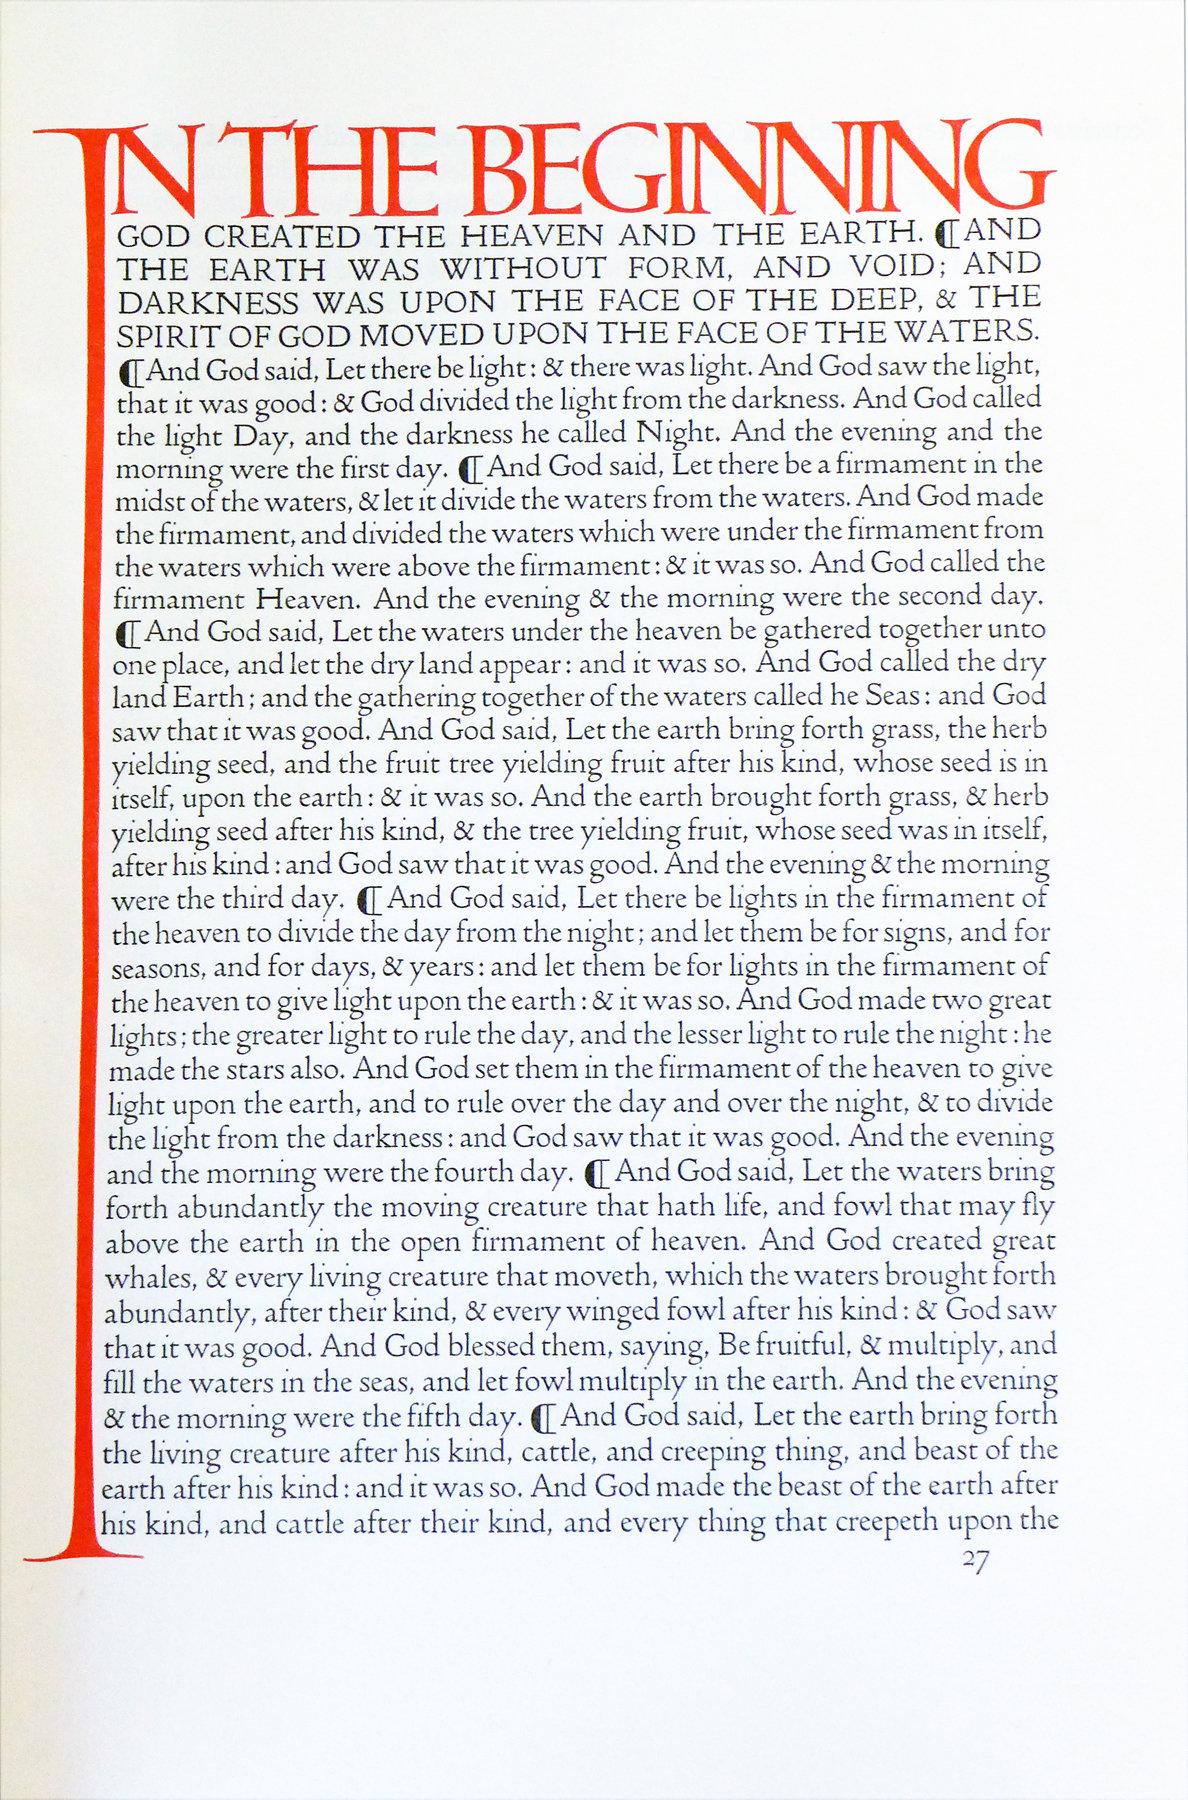 IN THE BEGINNING
GOD CREATED THE HEAVEN AND THE EARTH. ¶AND
THE EARTH WAS WITHOUT FORM, AND VOID; AND
DARKNESS WAS UPON THE FACE OF THE DEEP, & THE
SPIRIT OF GOD MOVED UPON THE FACE OF THE WATERS.
¶And God said, Let there be light: & there was light. And God saw the light,
that it was good: & God divided the light from the darkness. And God called
the light Day, and the darkness he called Night. And the evening and the
morning were the first day. ¶And God said, Let there be a firmament in the
midst of the waters, & let it divide the waters from the waters. And God made
the firmament, and divided the waters which were under the firmament from
the waters which were above the firmament: & it was so. And God called the
firmament Heaven. And the evening & the morning were the second day.
¶And God said, Let the waters under the heaven be gathered together unto
one place, and let the dry land appear: and it was so. And God called the dry
land Earth; and the gathering together of the waters called he Seas: and God
saw that it was good. And God said, Let the earth bring forth grass, the herb
yielding seed, and the fruit tree yielding fruit after his kind, whose seed is in
itself, upon the earth: & it was so. And the earth brought forth grass, & herb
yielding seed after his kind, & the tree yielding fruit, whose seed was in itself,
after his kind: and God saw that it was good. And the evening & the morning
were the third day. ¶And God said, Let there be lights in the firmament of
the heaven to divide the day from the night; and let them be for signs, and for
seasons, and for days, & years: and let them be for lights in the firmament of
the heaven to give light upon the earth: & it was so. And God made two great
lights; the greater light to rule the day, and the lesser light to rule the night: he
made the stars also. And God set them in the firmament of the heaven to give
light upon the earth, and to rule over the day and over the night, & to divide
the light from the darkness: and God saw that it was good. And the evening
and the morning were the fourth day. ¶And God said, Let the waters bring
forth abundantly the moving creature that hath life, and fowl that may fly
above the earth in the open firmament of heaven. And God created great
whales, & every living creature that moveth, which the waters brought forth
abundantly, after their kind, & every winged fowl after his kind: & God saw
that it was good. And God blessed them, saying, Be fruitful, & multiply, and
fill the waters in the seas, and let fowl multiply in the earth. And the evening
& the morning were the fifth day. ¶And God said, Let the earth bring forth
the living creature after his kind, cattle, and creeping thing, and beast of the
earth after his kind: and it was so. And God made the beast of the earth after
his kind, and cattle after their kind, and every thing that creepeth upon the
27